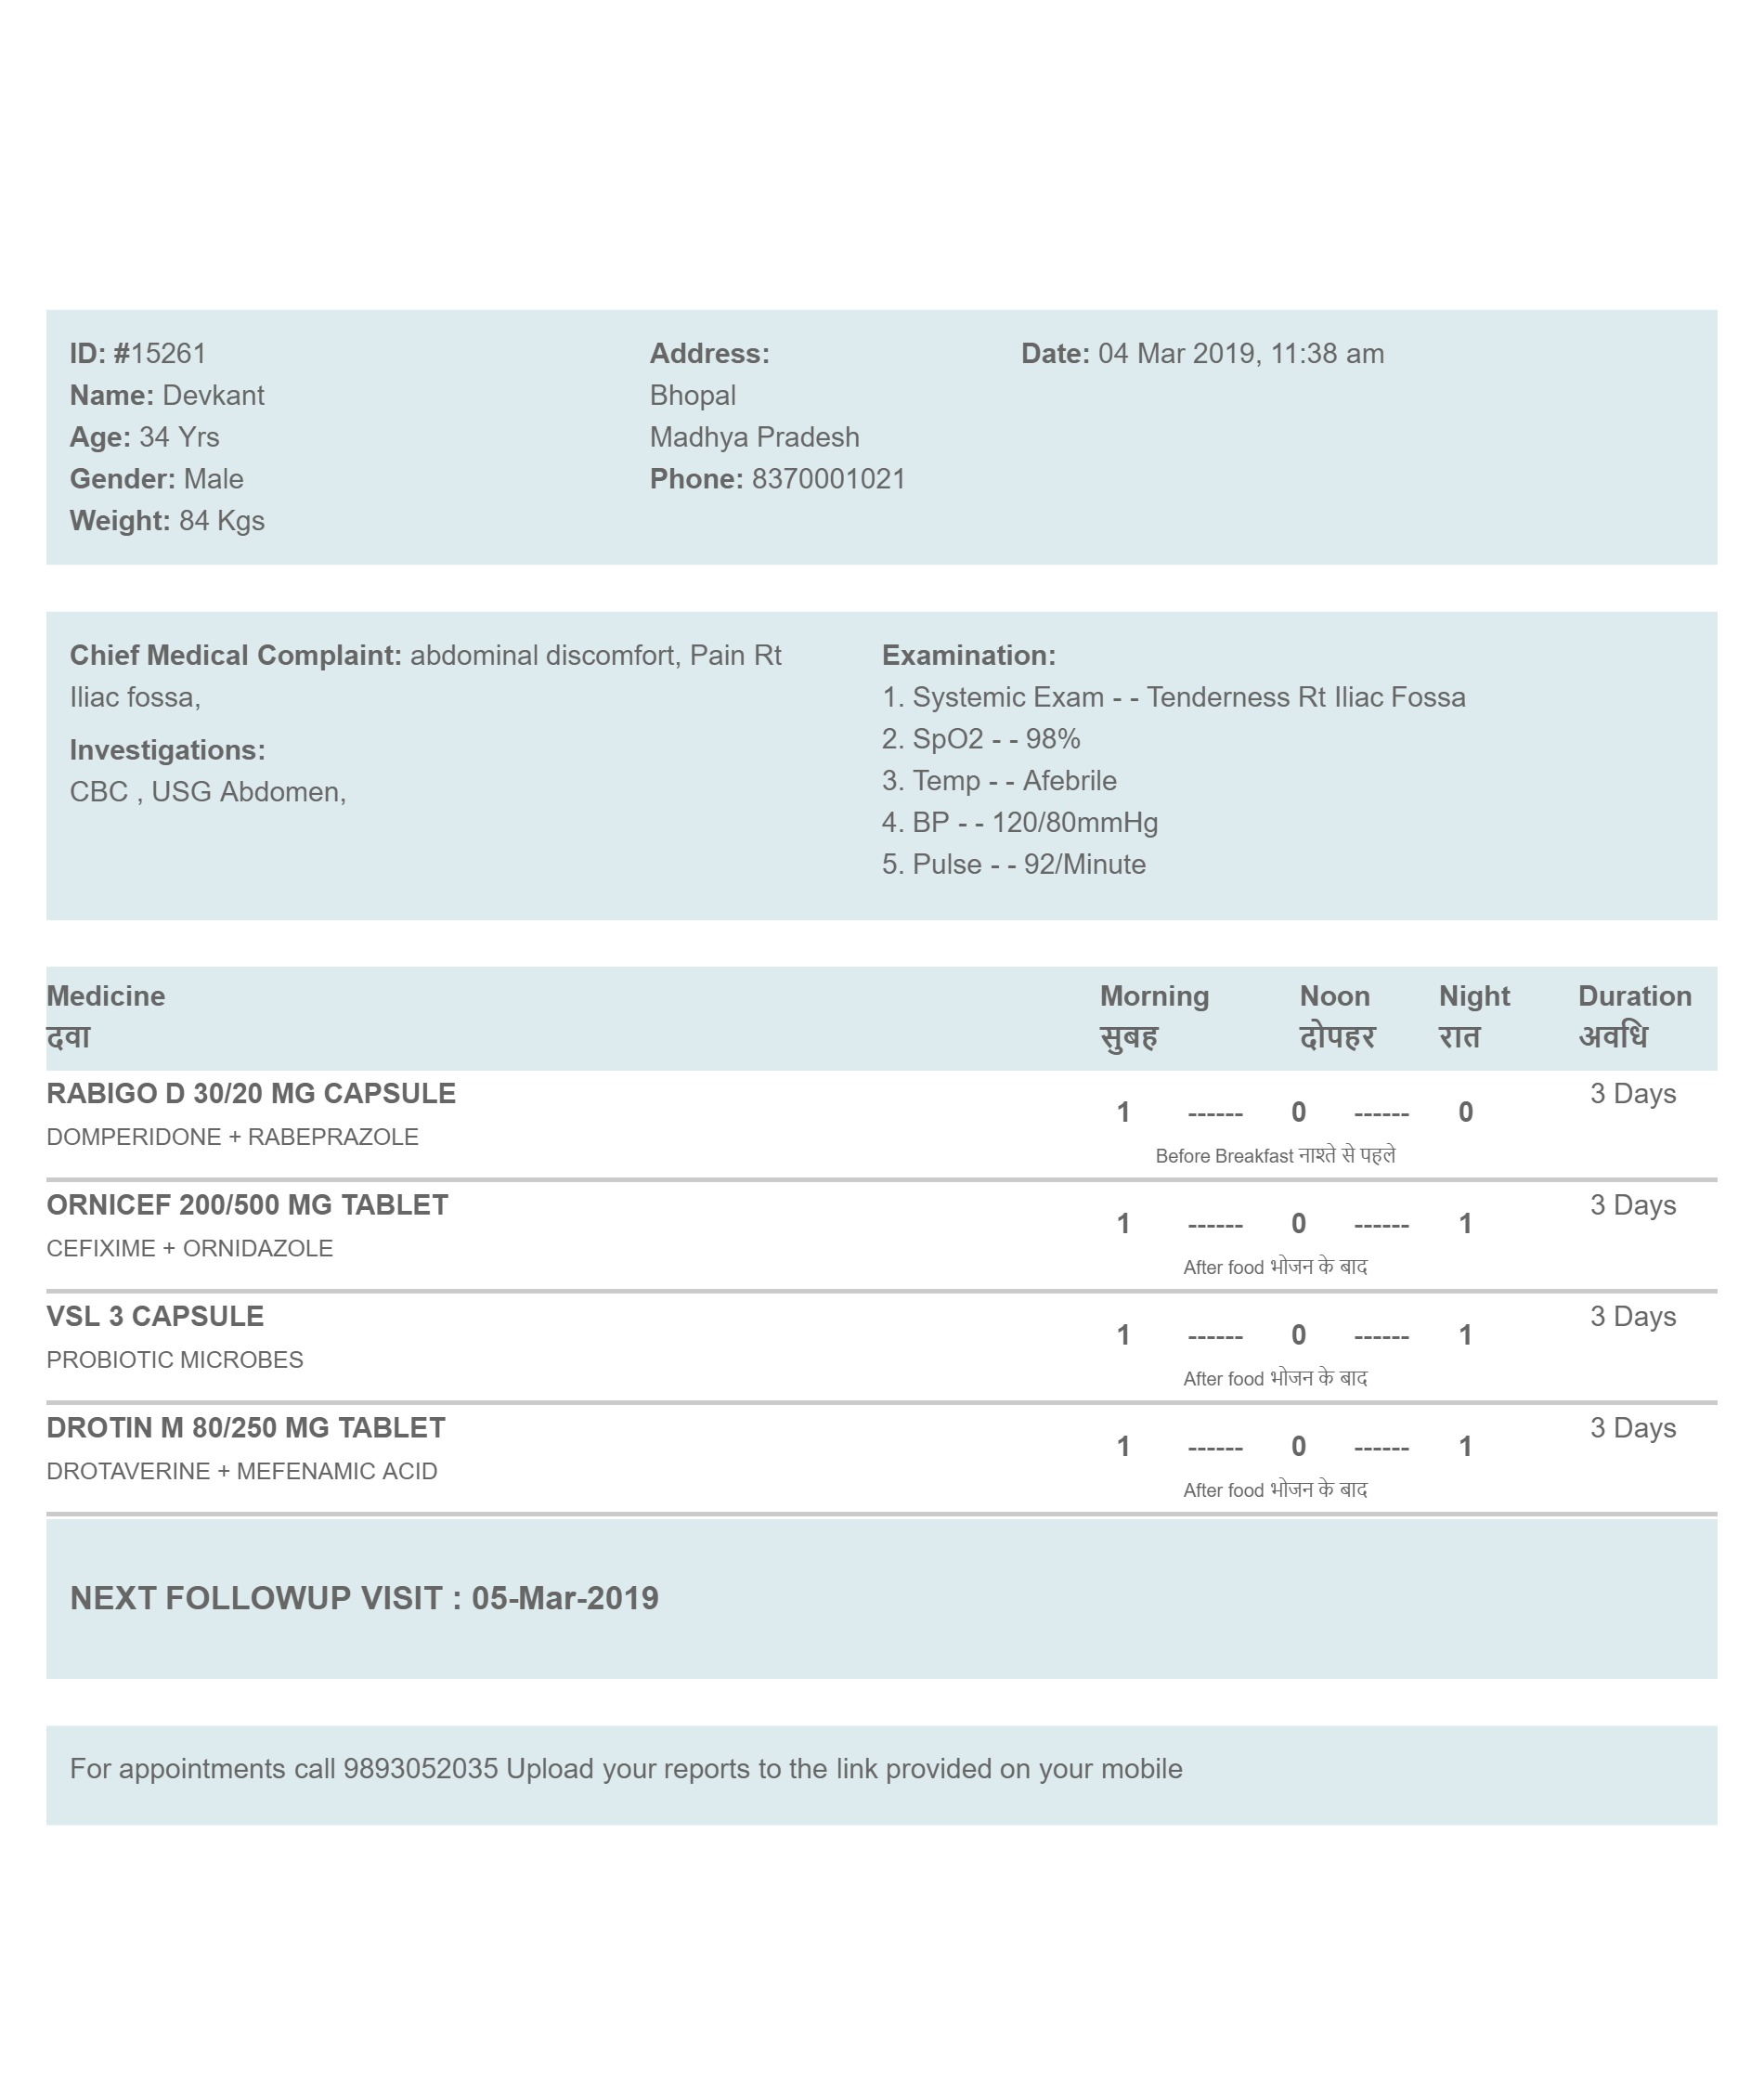 ID: #15261
Name: Devkant
Age: 34 Yrs
Gender: Male
Weight: 84 Kgs
Address:
Bhopal
Madhya Pradesh
Phone: 8370001021
Date: 04 Mar 2019, 11:38 am
Chief Medical Complaint: abdominal discomfort, Pain Rt
Iliac fossa,
Investigations:
CBC , USG Abdomen,
Examination:
1. Systemic Exam - - Tenderness Rt Iliac Fossa
2. SpO2 - - 98%
3. Temp - - Afebrile
4. BP - - 120/80mmHg
5. Pulse - - 92/Minute
Medicine Morning Noon Night Duration
दवा सुबह दोपहर रात अवधि
RABIGO D 30/20 MG CAPSULE 3 Days
1 ------ 0 ------ 0
DOMPERIDONE + RABEPRAZOLE
Before Breakfast नाश्ते से पहले
ORNICEF 200/500 MG TABLET 3 Days
1 ------ 0 ------ 1
CEFIXIME + ORNIDAZOLE
After food भोजन के बाद
VSL 3 CAPSULE 3 Days
1 ------ 0 ------ 1
PROBIOTIC MICROBES
After food भोजन के बाद
DROTIN M 80/250 MG TABLET 3 Days
1 ------ 0 ------ 1
DROTAVERINE + MEFENAMIC ACID
After food भोजन के बाद
NEXT FOLLOWUP VISIT : 05-Mar-2019
For appointments call 9893052035 Upload your reports to the link provided on your mobile